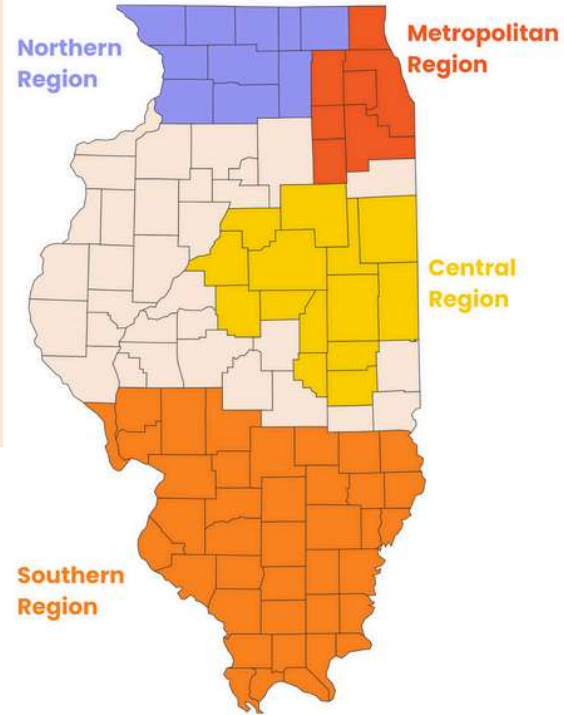 Northern
Region
Metropolitan
Region
Central
Region
Southern
Region